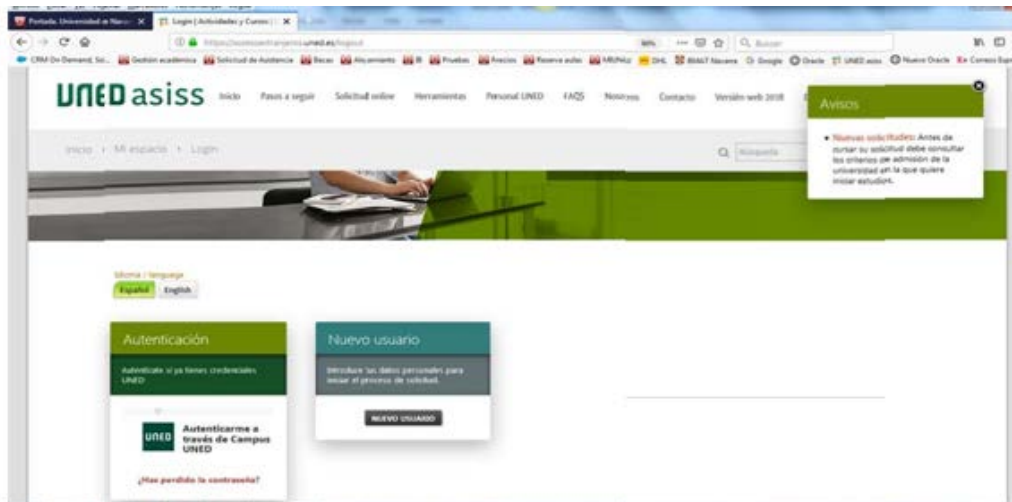 Portada. Universidad
Login | Actividades y Cursos |
uned.es
80%
Buscar
CRM On Demand
Gestión académica
Solicitud de Asistencia
Becas
Alojamiento
Pruebas
Precios
Reserva aulas
DHL
Google
Oracle
UNED asiss
Nuevo Oracle
UNED asiss
Inicio
Pasos a seguir
Solicitud online
Herramientas
Personal UNED
FAQS
Nosotros
Contacto
Versión web 2018
Avisos
Nuevas solicitudes: Antes de
cursar su solicitud debe consultar
los criterios de admisión de la
universidad en la que quiere
iniciar estudios.
Inicio
Mi espacio
Login
Búsqueda
Idioma / language
Español
English
Autenticación
Autentícate si ya tienes credenciales
UNED
UNED
Autenticarme a
través de Campus
UNED
¿Has perdido la contraseña?
Nuevo usuario
Introduce tus datos personales para
iniciar el proceso de solicitud.
NUEVO USUARIO